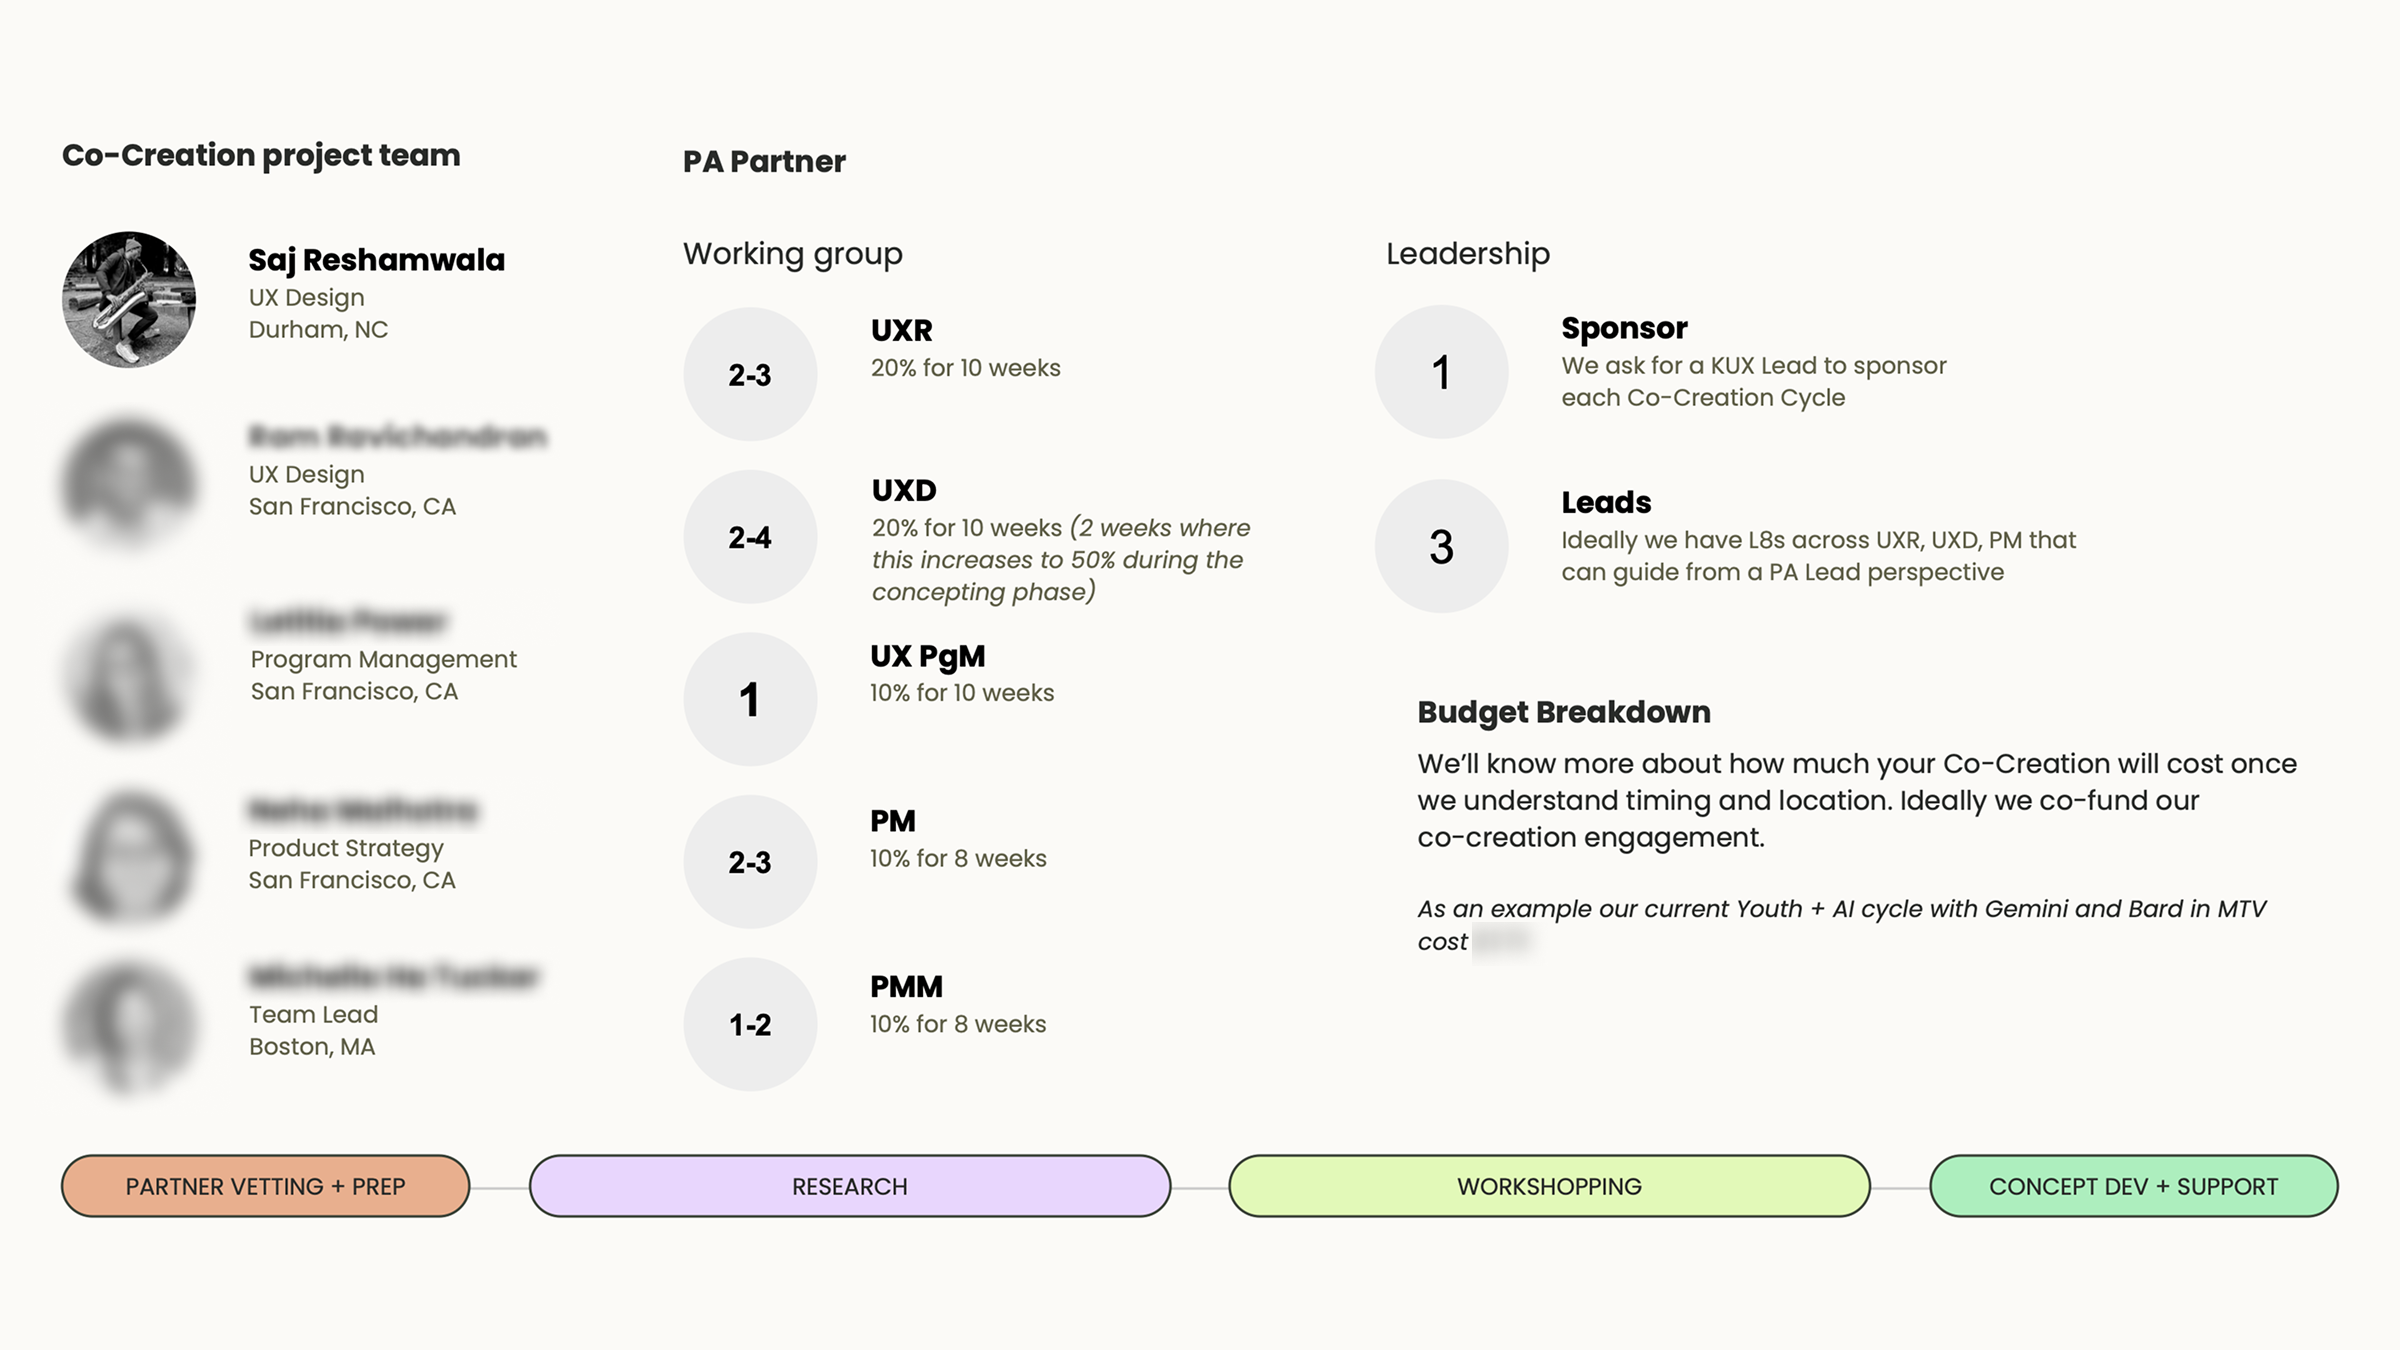 Co-Creation project team
Saj Reshamwala
UX Design
Durham, NC
UX Design
San Francisco, CA
Program Management
San Francisco, CA
Product Strategy
San Francisco, CA
Team Lead
Boston, MA
PA Partner
Working group
2-3
UXR
20% for 10 weeks
2-4
UXD
20% for 10 weeks (2 weeks where
this increases to 50% during the
concepting phase)
1
UX PgM
10% for 10 weeks
2-3
PM
10% for 8 weeks
1-2
PMM
10% for 8 weeks
Leadership
1
Sponsor
We ask for a KUX Lead to sponsor
each Co-Creation Cycle
3
Leads
Ideally we have L8s across UXR, UXD, PM that
can guide from a PA Lead perspective
Budget Breakdown
We’ll know more about how much your Co-Creation will cost once
we understand timing and location. Ideally we co-fund our
co-creation engagement.
As an example our current Youth + AI cycle with Gemini and Bard in MTV
cost
PARTNER VETTING + PREP
RESEARCH
WORKSHOPPING
CONCEPT DEV + SUPPORT